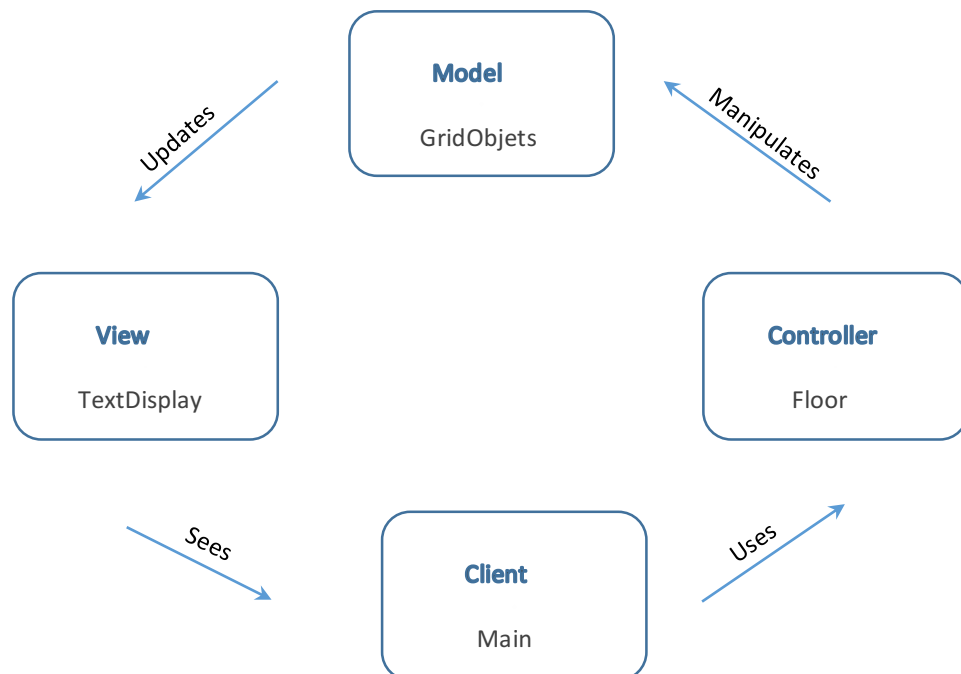 Model
GridObjets
Updates
Manipulates
View
TextDisplay
Controller
Floor
Sees
Uses
Client
Main